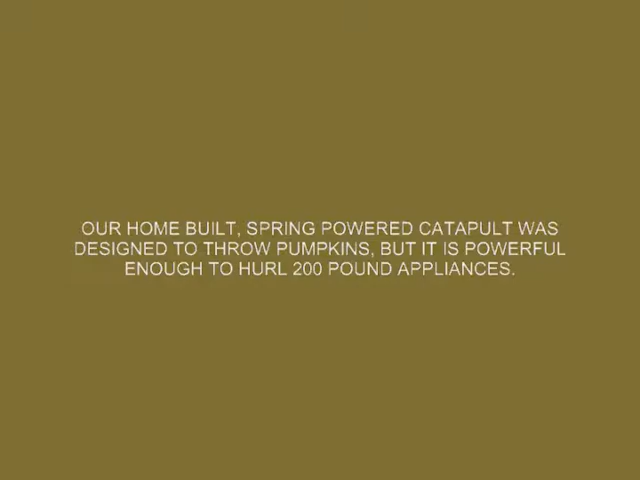 OUR HOME BUILT, SPRING POWERED CATAPULT WAS
DESIGNED TO THROW PUMPKINS, BUT IT IS POWERFUL
ENOUGH TO HURL 200 POUND APPLIANCES.